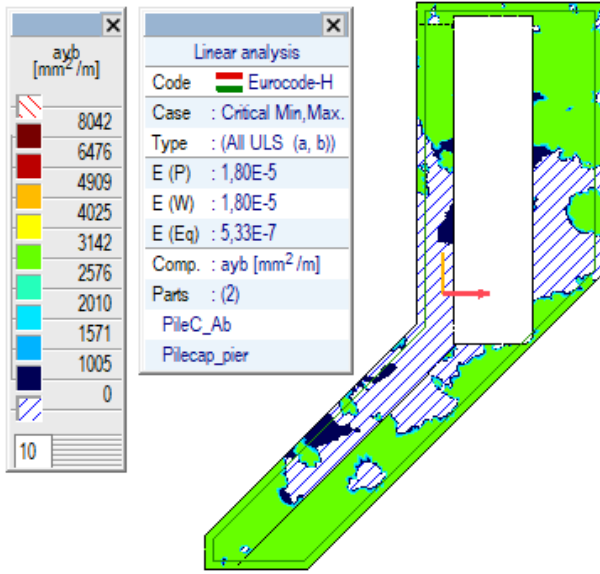 ayb
[mm²/m]
8042
6476
4909
4025
3142
2576
2010
1571
1005
0
10
Linear analysis
Code Eurocode-H
Case : Critical Min,Max.
Type : (All ULS (a, b))
E (P) : 1,80E-5
E (W) : 1,80E-5
E (Eq) : 5,33E-7
Comp. : ayb [mm²/m]
Parts : (2)
PileC_Ab
Pilecap_pier